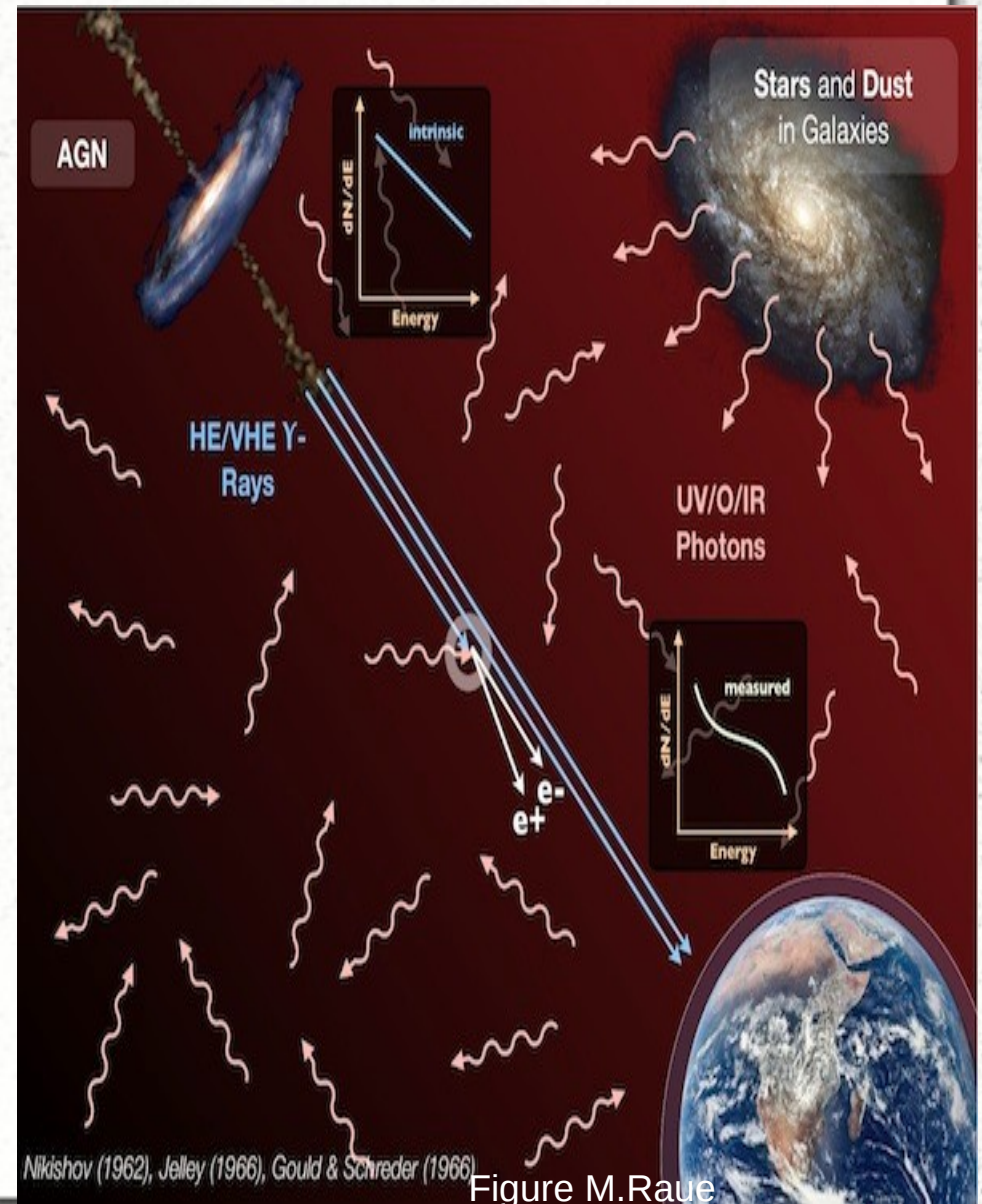 AGN
intrinsic
dN/dE
Energy
Stars and Dust
in Galaxies
HE/VHE γ-
Rays
UV/O/IR
Photons
measured
dN/dE
Energy
e-
e+
Nikishov (1962), Jelley (1966), Gould & Schreder (1966)
Figure M.Raue